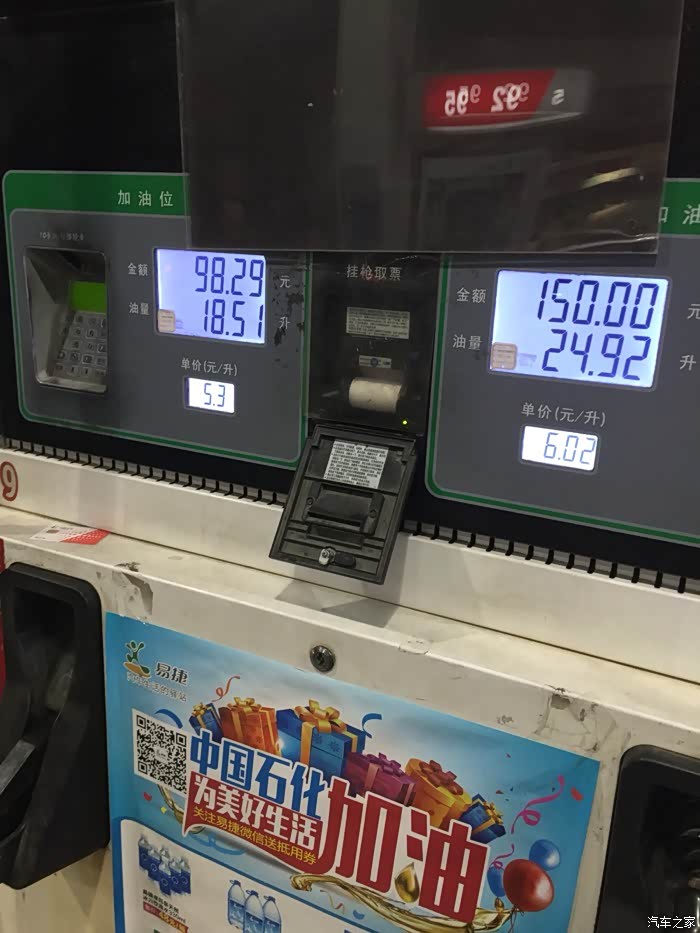 95# 92# S
加油位
加油
金额 98.29 元
油量 18.51 升
单价(元/升)
5.3
挂枪取票
金额 150.00 元
油量 24.92 升
单价(元/升)
6.02
9
易捷
中国石化
为美好生活
加油
关注易捷微信送抵用券
汽车之家